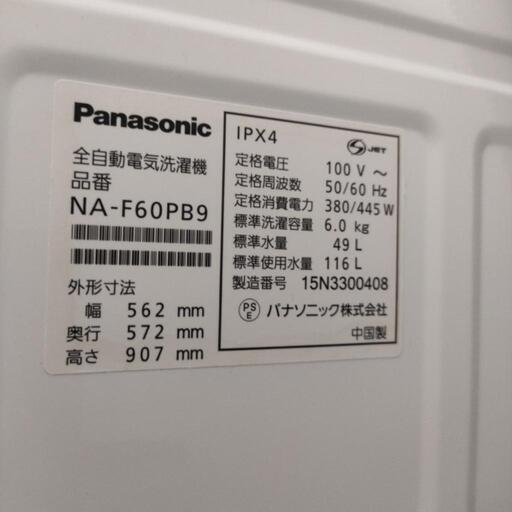 Panasonic
全自動電気洗濯機
品番
NA-F60PB9
外形寸法
幅 562 mm
奥行 572 mm
高さ 907 mm
IPX4
S JET
定格電圧 100 V ～
定格周波数 50/60 Hz
定格消費電力 380/445 W
標準洗濯容量 6.0 kg
標準水量 49 L
標準使用水量 116 L
製造番号 15N3300408
PS E パナソニック株式会社
中国製